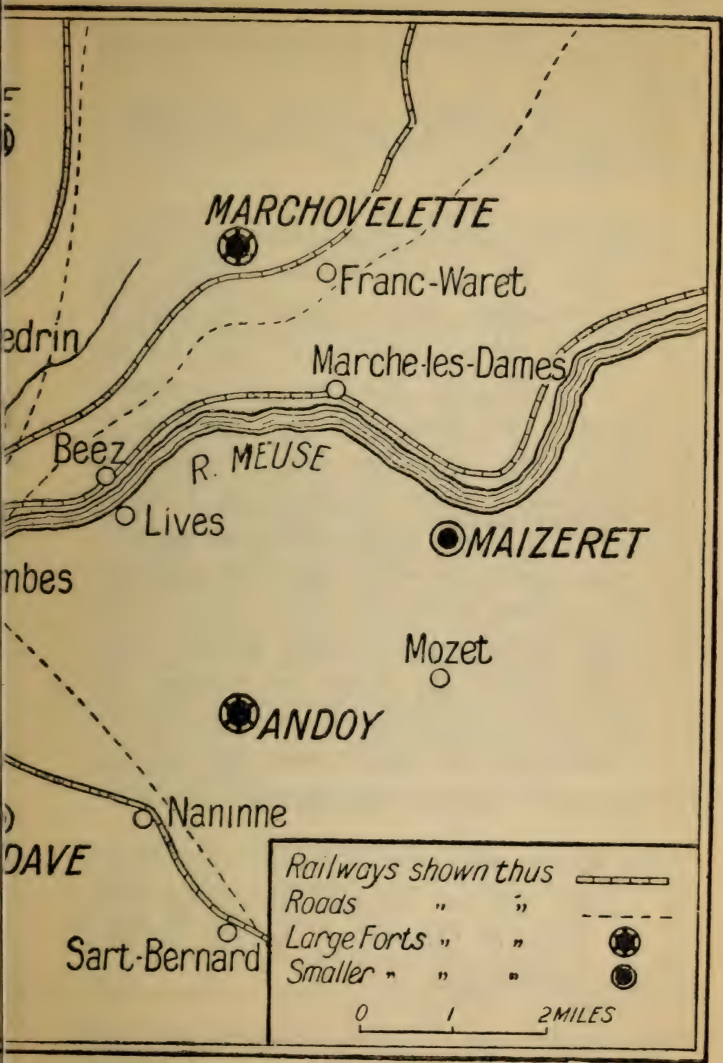 MARCHOVELETTE
Franc-Waret
edrin
Marche-les-Dames
Beez
R. MEUSE
Lives
MAIZERET
mbes
Mozet
ANDOY
Naninne
DAVE
Sart-Bernard
Railways shown thus
Roads " "
Large Forts " "
Smaller " " "
0 1 2 MILES